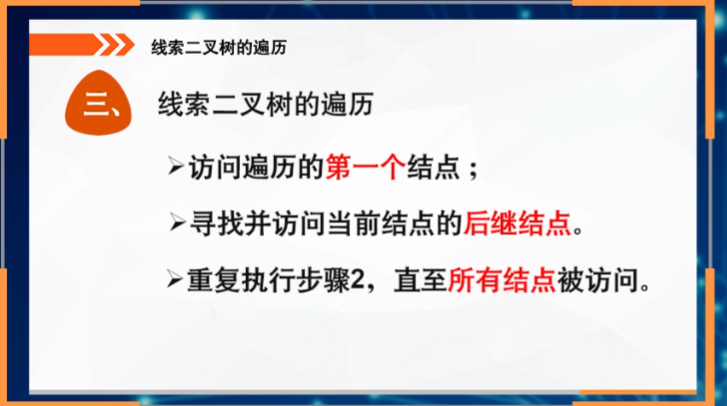 线索二叉树的遍历
三、 线索二叉树的遍历
➢访问遍历的第一个结点；
➢寻找并访问当前结点的后继结点。
➢重复执行步骤2，直至所有结点被访问。